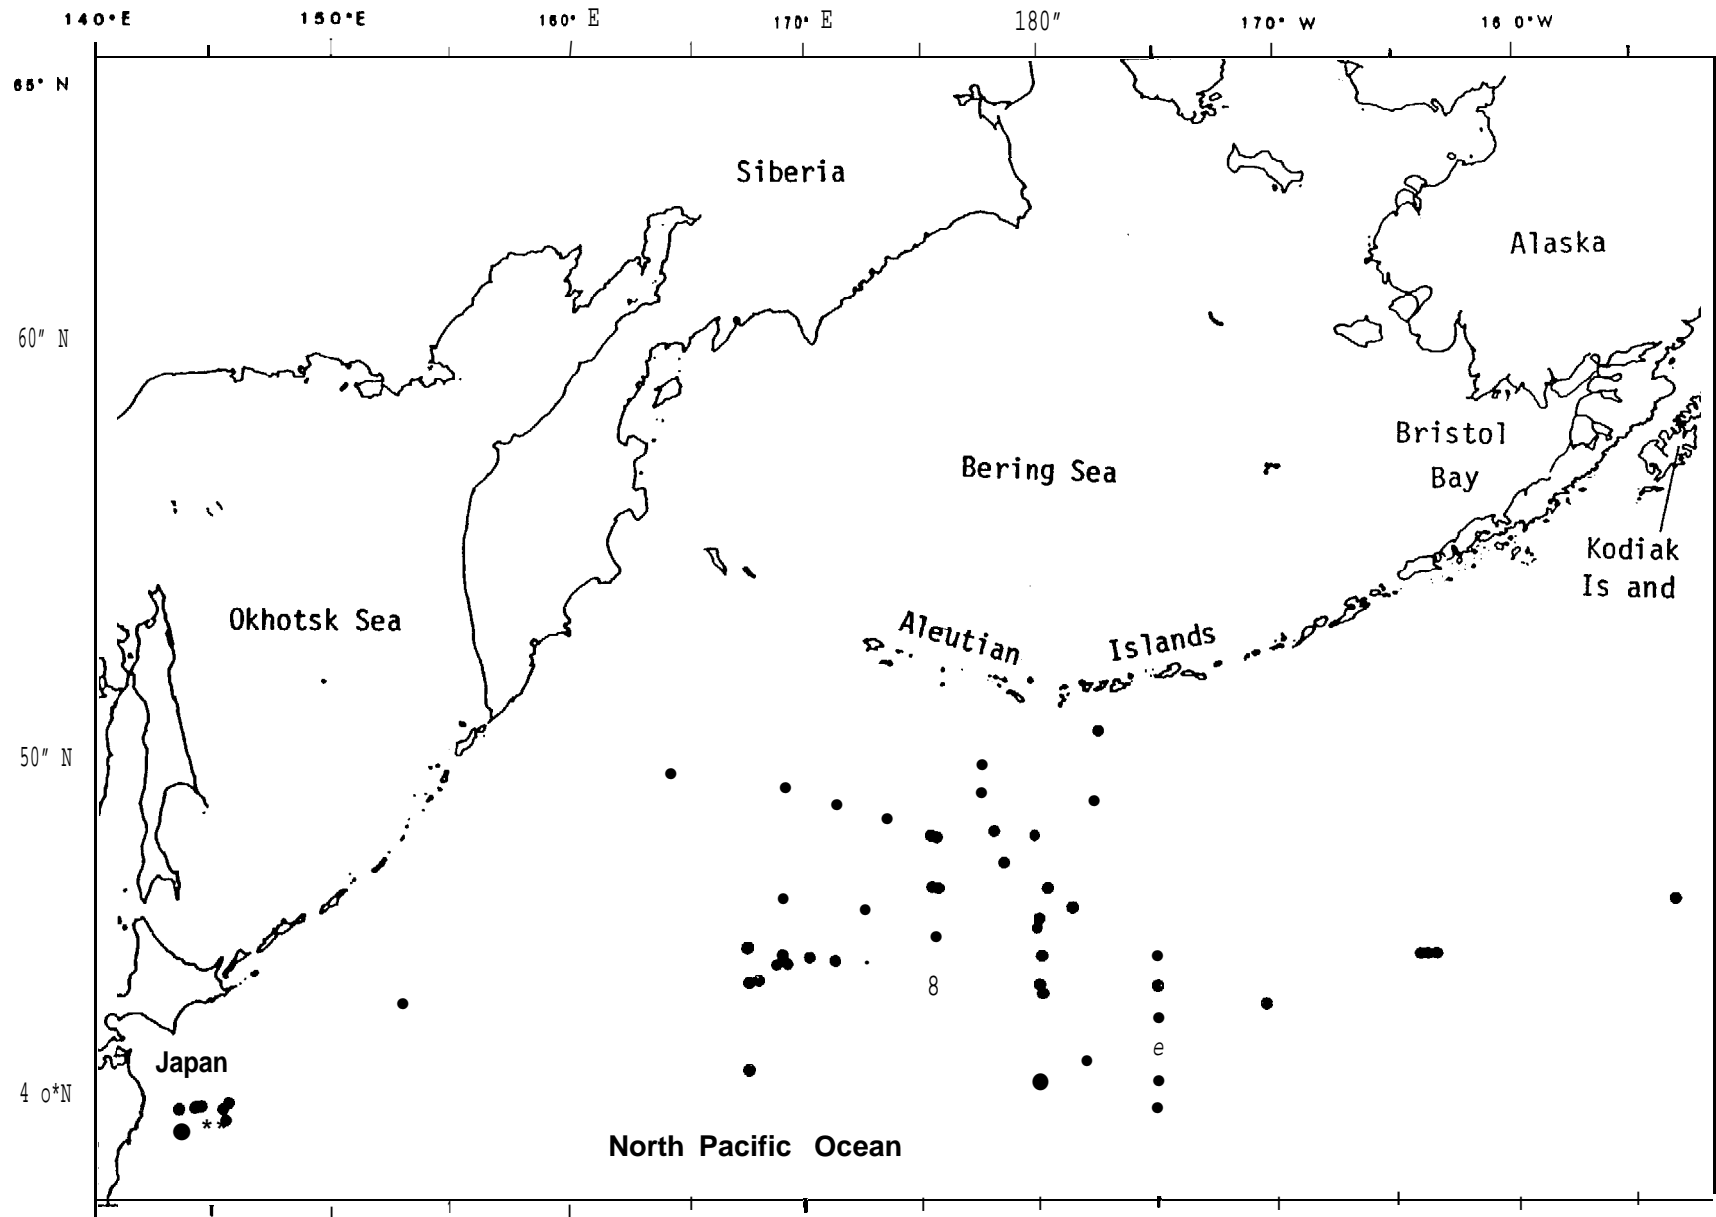 140°E 150°E 160° E 170° E 180" 170° W 16 0°W
65° N
Siberia
Alaska
60" N
Bristol
Bay
Bering Sea
Kodiak
Is and
Okhotsk Sea
Aleutian Islands
50" N
8
e
Japan
4 o*N
**
North Pacific Ocean